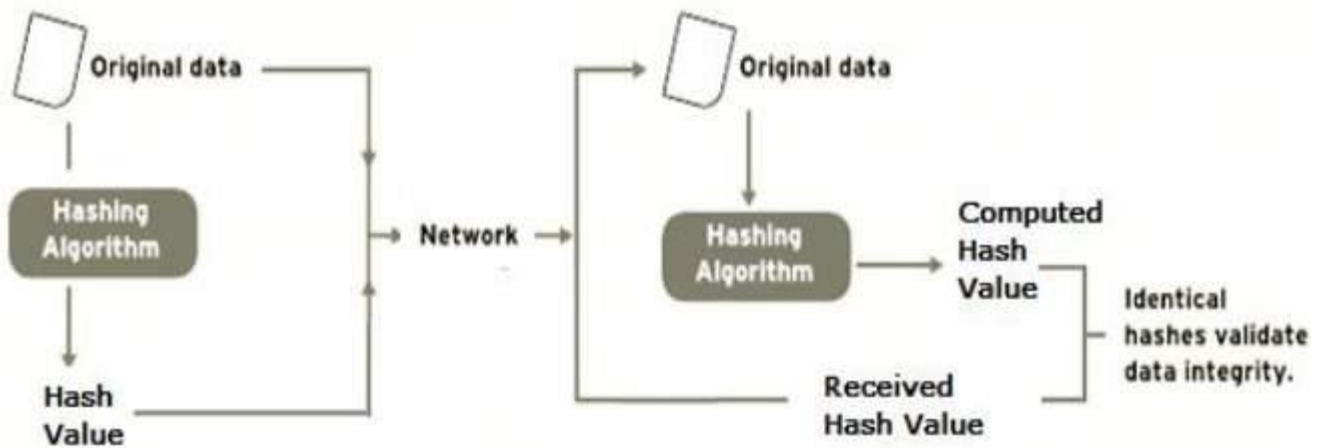 Original data
Hashing
Algorithm
Hash
Value
Network
Original data
Hashing
Algorithm
Computed
Hash
Value
Received
Hash Value
Identical
hashes validate
data integrity.